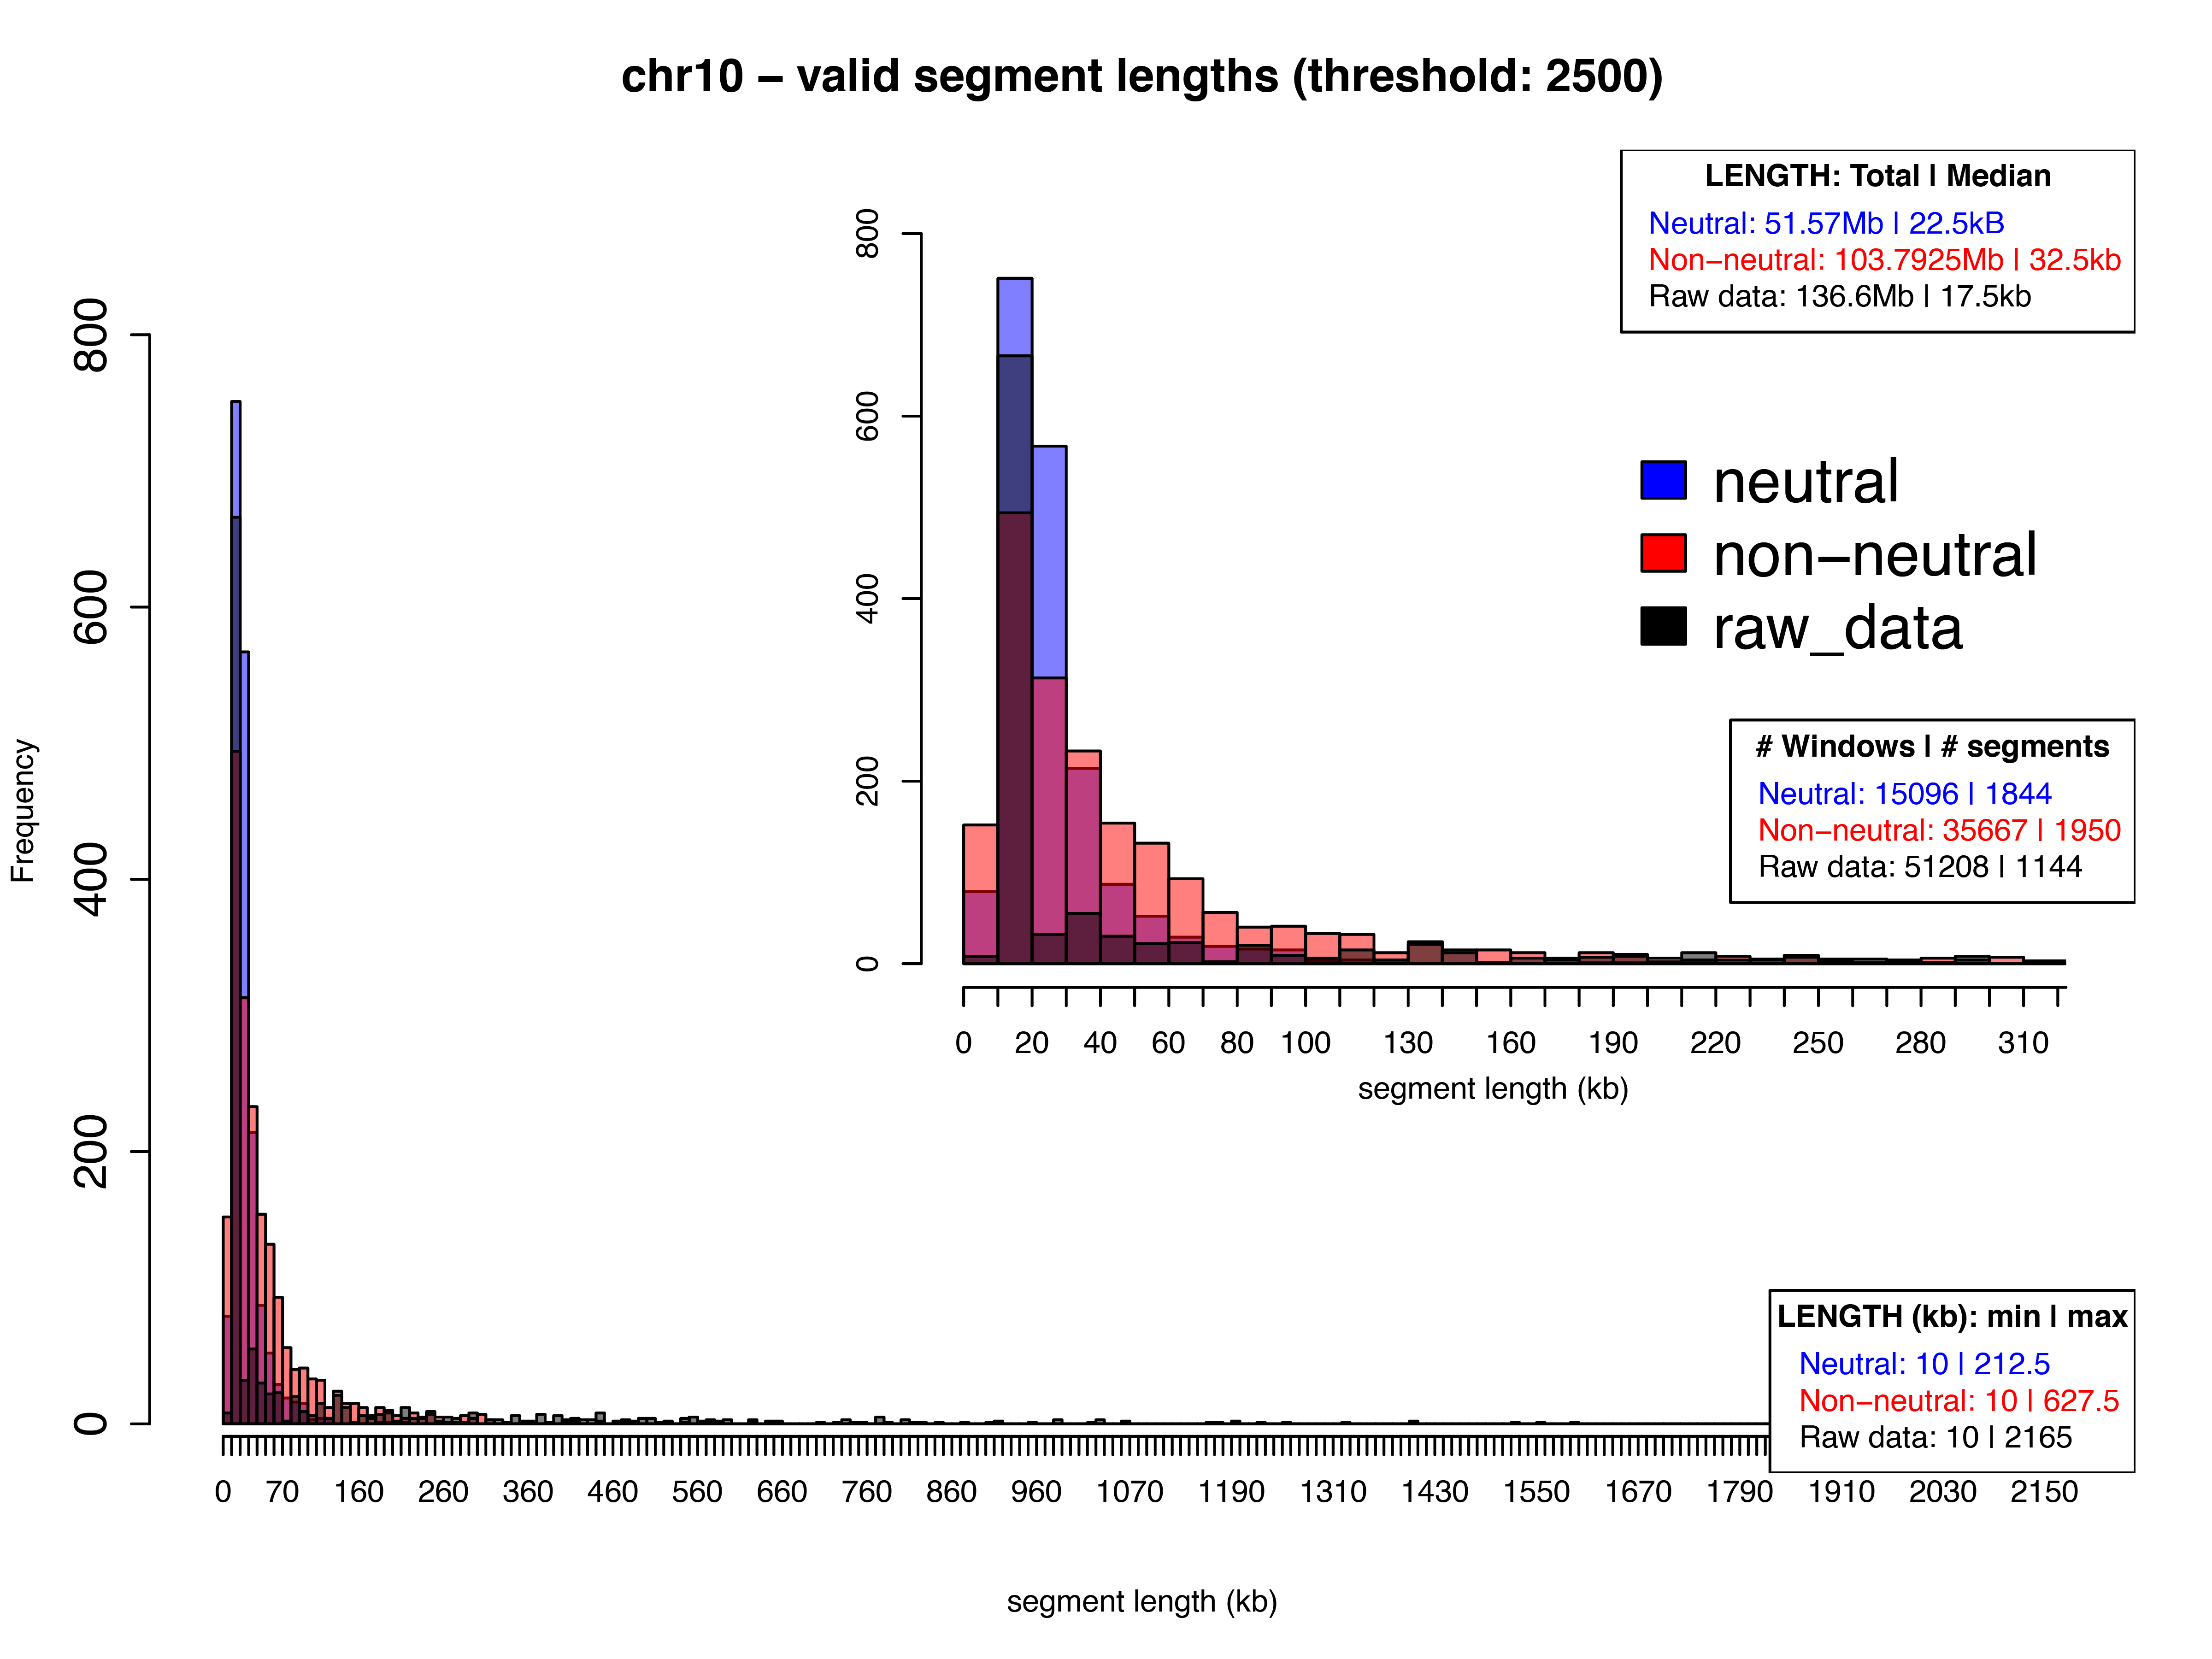 chr10 – valid segment lengths (threshold: 2500)
LENGTH: Total | Median
Neutral: 51.57Mb | 22.5kB
Non−neutral: 103.7925Mb | 32.5kb
Raw data: 136.6Mb | 17.5kb
800
600
400
200
0
0 20 40 60 80 100 130 160 190 220 250 280 310
segment length (kb)
neutral
non−neutral
raw_data
# Windows | # segments
Neutral: 15096 | 1844
Non−neutral: 35667 | 1950
Raw data: 51208 | 1144
Frequency
800
600
400
200
0
LENGTH (kb): min | max
Neutral: 10 | 212.5
Non−neutral: 10 | 627.5
Raw data: 10 | 2165
0 70 160 260 360 460 560 660 760 860 960 1070 1190 1310 1430 1550 1670 1790 1910 2030 2150
segment length (kb)